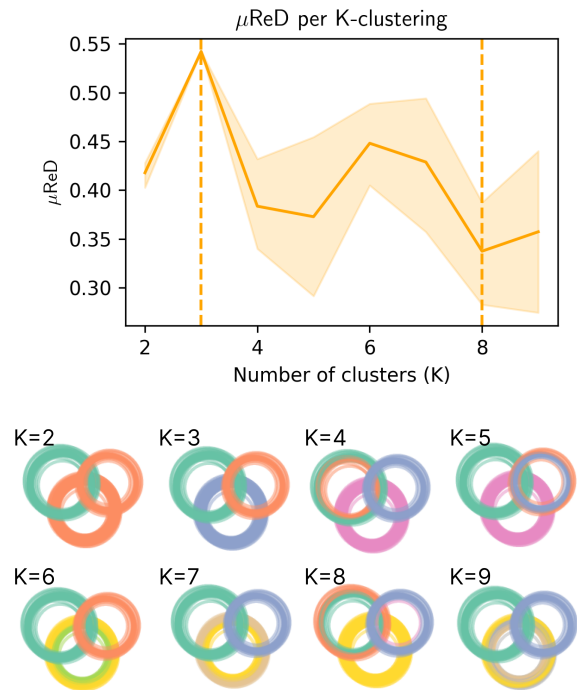 μReD per K-clustering
0.55
0.50
0.45
0.40
0.35
0.30
μReD
2 4 6 8
Number of clusters (K)
K=2 K=3 K=4 K=5
K=6 K=7 K=8 K=9